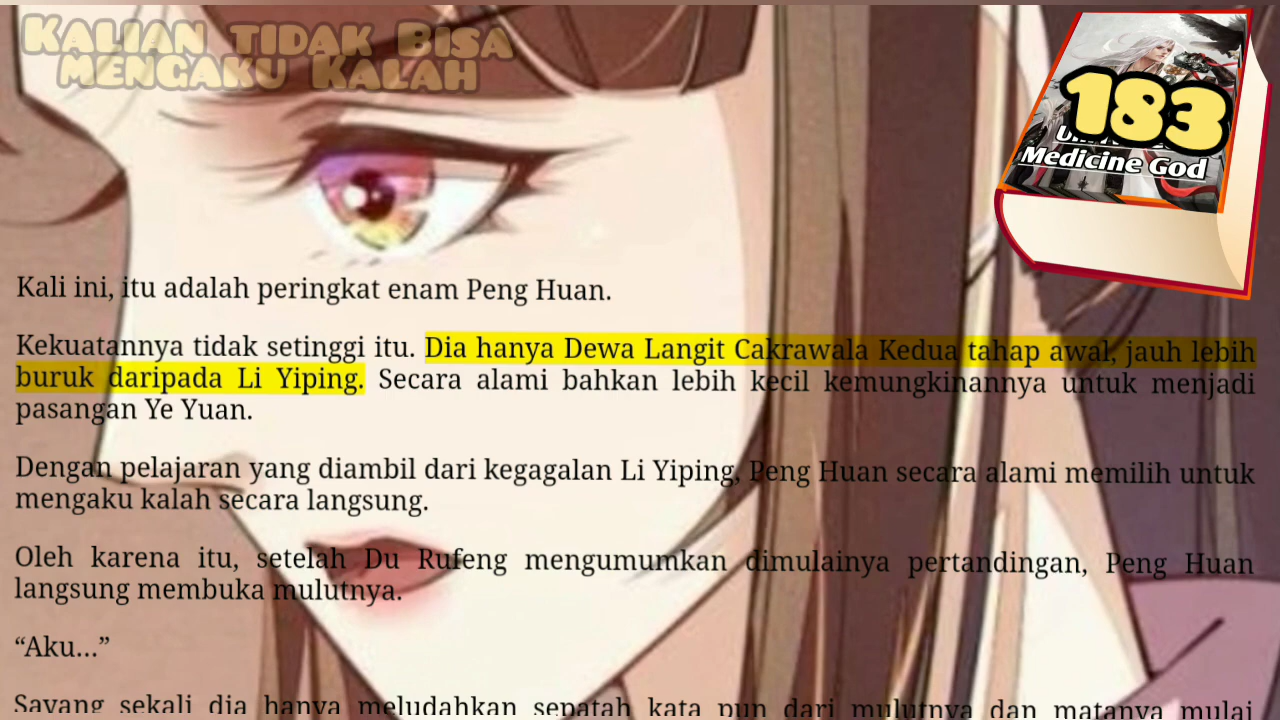 Kalian tidak Bisa
mengaku Kalah
183
Medicine God
Kali ini, itu adalah peringkat enam Peng Huan.
Kekuatannya tidak setinggi itu. Dia hanya Dewa Langit Cakrawala Kedua tahap awal, jauh lebih
buruk daripada Li Yiping. Secara alami bahkan lebih kecil kemungkinannya untuk menjadi
pasangan Ye Yuan.
Dengan pelajaran yang diambil dari kegagalan Li Yiping, Peng Huan secara alami memilih untuk
mengaku kalah secara langsung.
Oleh karena itu, setelah Du Rufeng mengumumkan dimulainya pertandingan, Peng Huan
langsung membuka mulutnya.
“Aku...”
Sayang sekali dia hanya meludahkan sepatah kata pun dari mulutnya dan matanya mulai